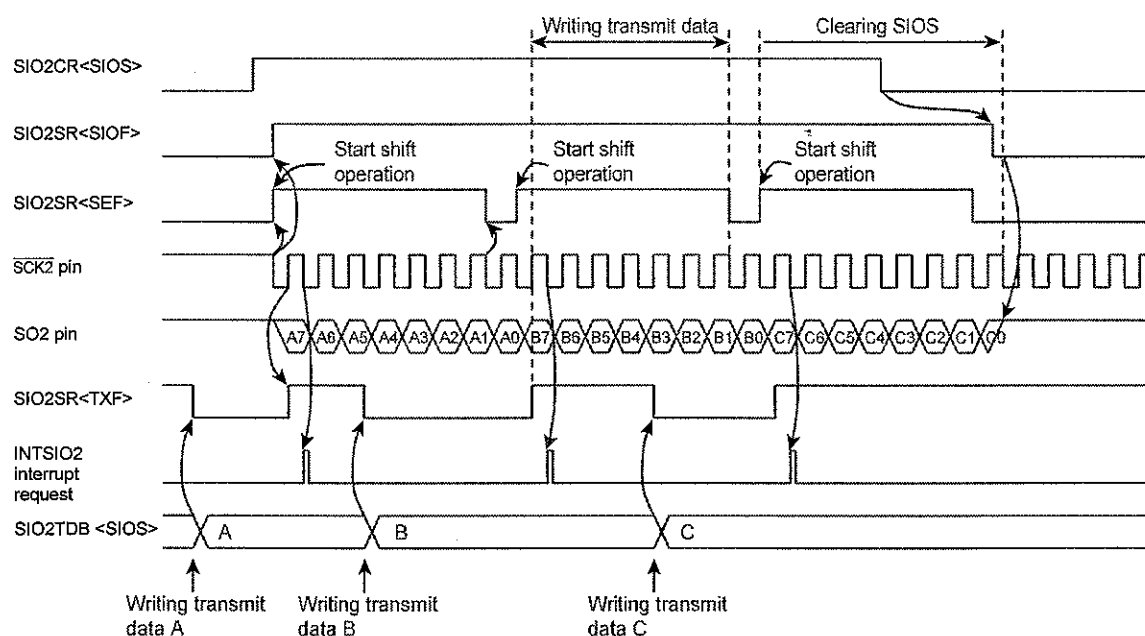 Writing transmit data
Clearing SIOS
SIO2CR<SIOS>
SIO2SR<SIOF>
Start shift
operation
Start shift
operation
Start shift
operation
SIO2SR<SEF>
SCK2 pin
SO2 pin
A7 A6 A5 A4 A3 A2 A1 A0 B7 B6 B5 B4 B3 B2 B1 B0 C7 C6 C5 C4 C3 C2 C1 C0
SIO2SR<TXF>
INTSIO2
interrupt
request
SIO2TDB <SIOS>
A
B
C
Writing transmit
data A
Writing transmit
data B
Writing transmit
data C